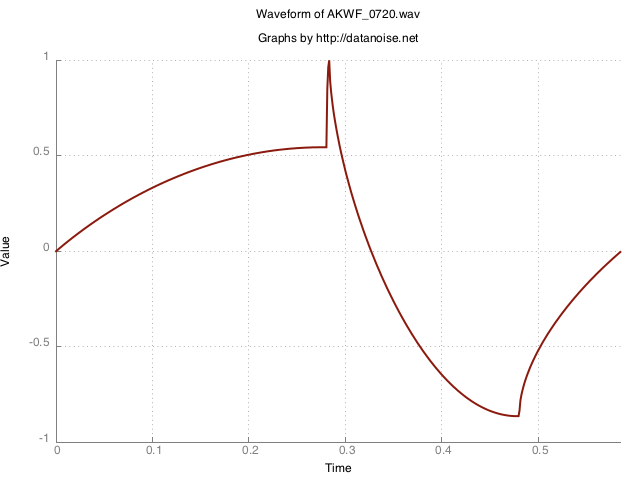 Waveform of AKWF_0720.wav
Graphs by http://datanoise.net
1
0.5
0
-0.5
-1
Value
0 0.1 0.2 0.3 0.4 0.5
Time